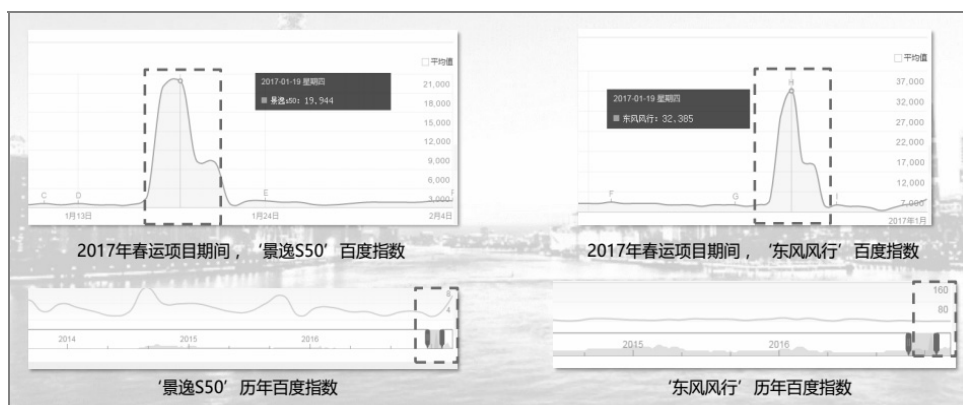 平均值
21,000
2017-01-19 星期四
景逸s50: 19,944
18,000
15,000
12,000
9,000
6,000
3,000
C D E
1月13日 1月24日 2月4日
2017年春运项目期间，‘景逸S50’百度指数
平均值
37,000
H
2017-01-19 星期四
东风风行: 32,385
32,000
27,000
22,000
17,000
12,000
7,000
F G I
2017年1月
2017年春运项目期间，‘东风风行’百度指数
4
2014 2015 2016
‘景逸S50’历年百度指数
160
80
2015 2016
‘东风风行’历年百度指数